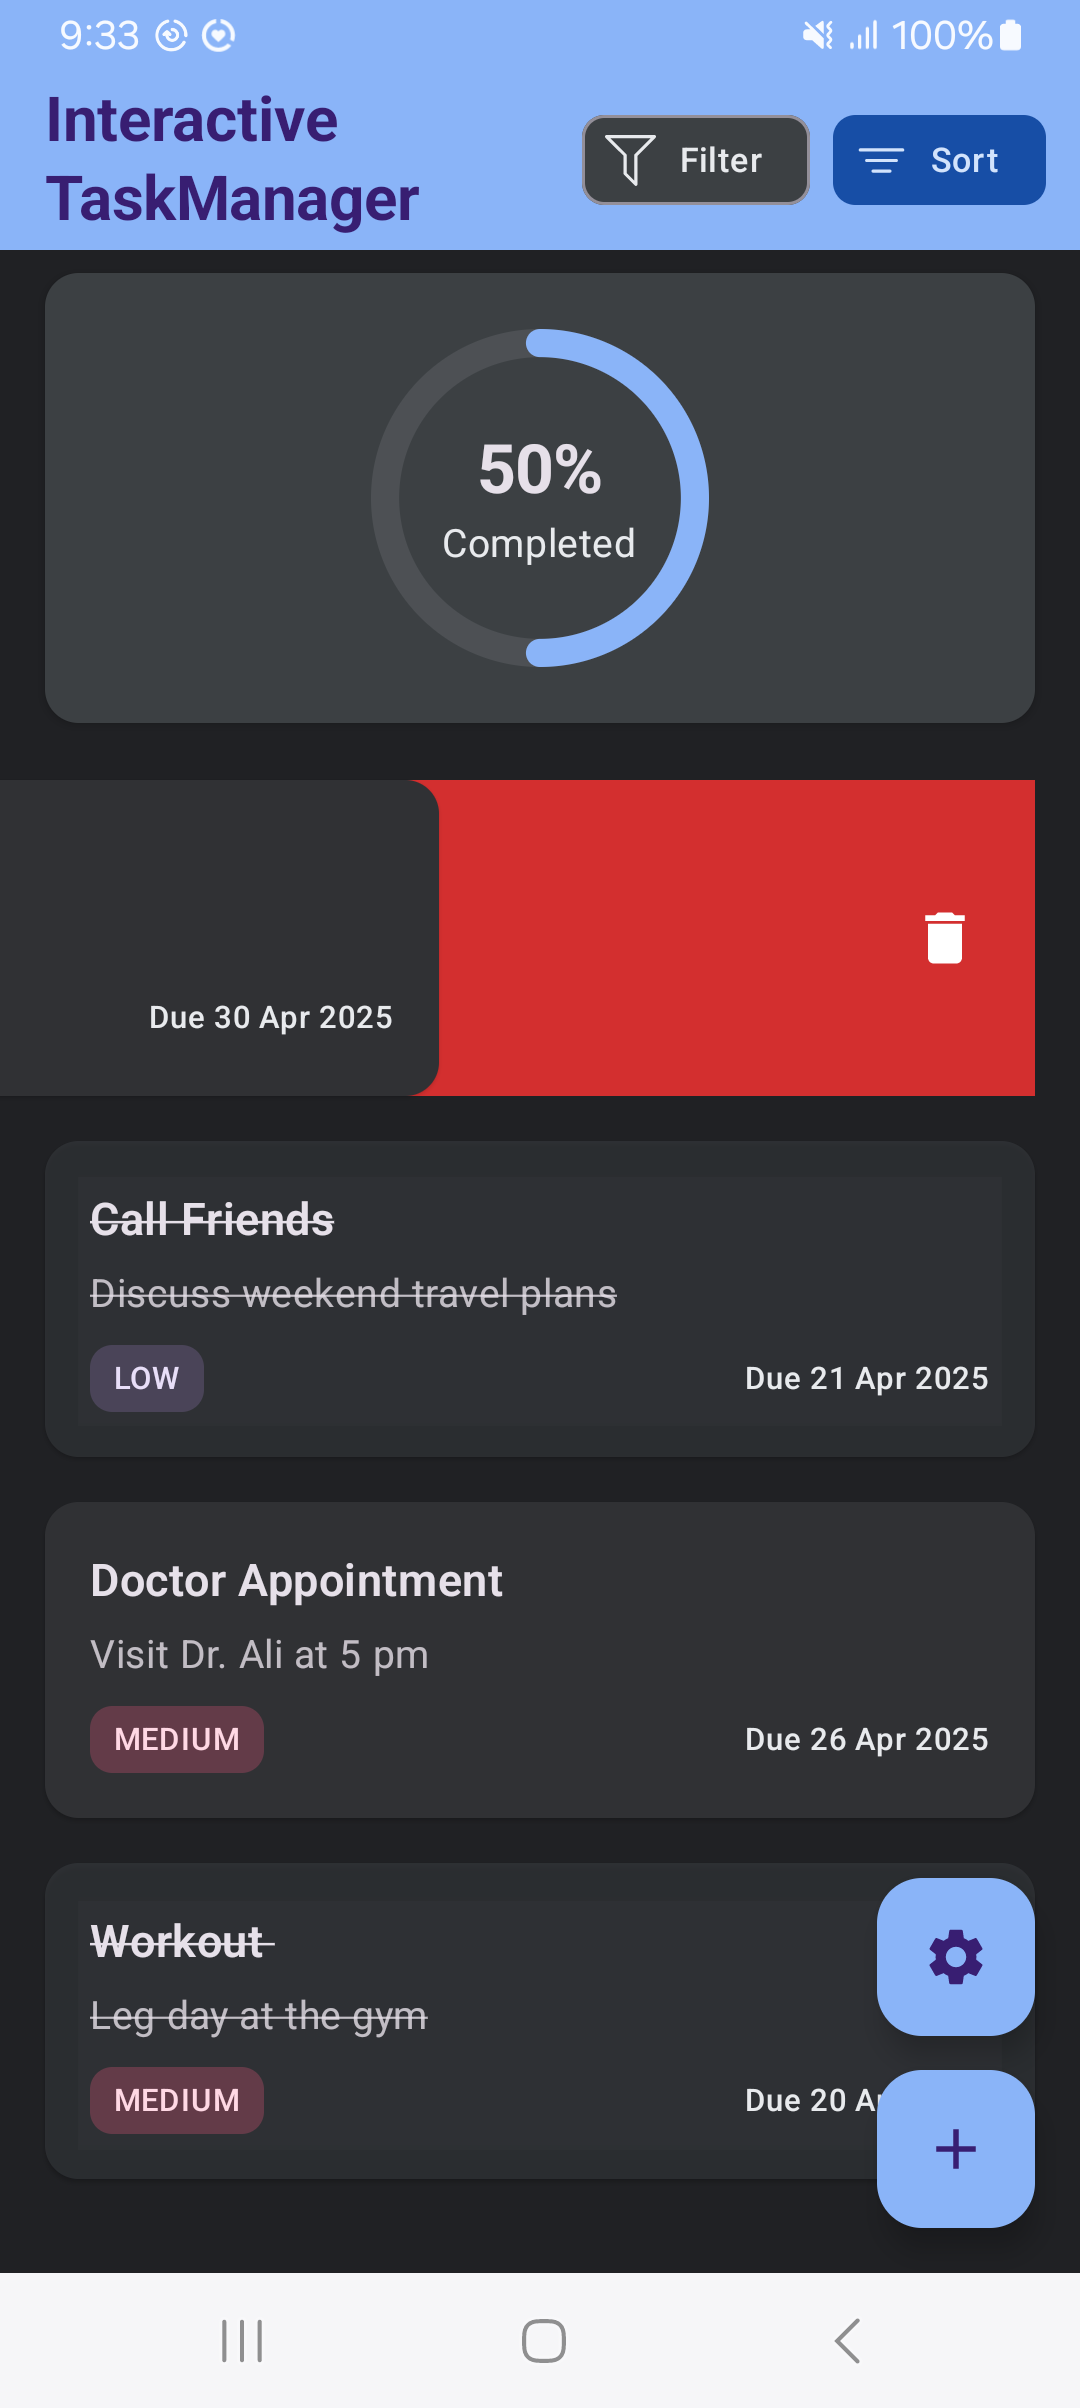 9:33
100%
Interactive
TaskManager
Filter
Sort
50%
Completed
Due 30 Apr 2025
Call Friends
Discuss weekend travel plans
LOW
Due 21 Apr 2025
Doctor Appointment
Visit Dr. Ali at 5 pm
MEDIUM
Due 26 Apr 2025
Workout
Leg day at the gym
MEDIUM
Due 20